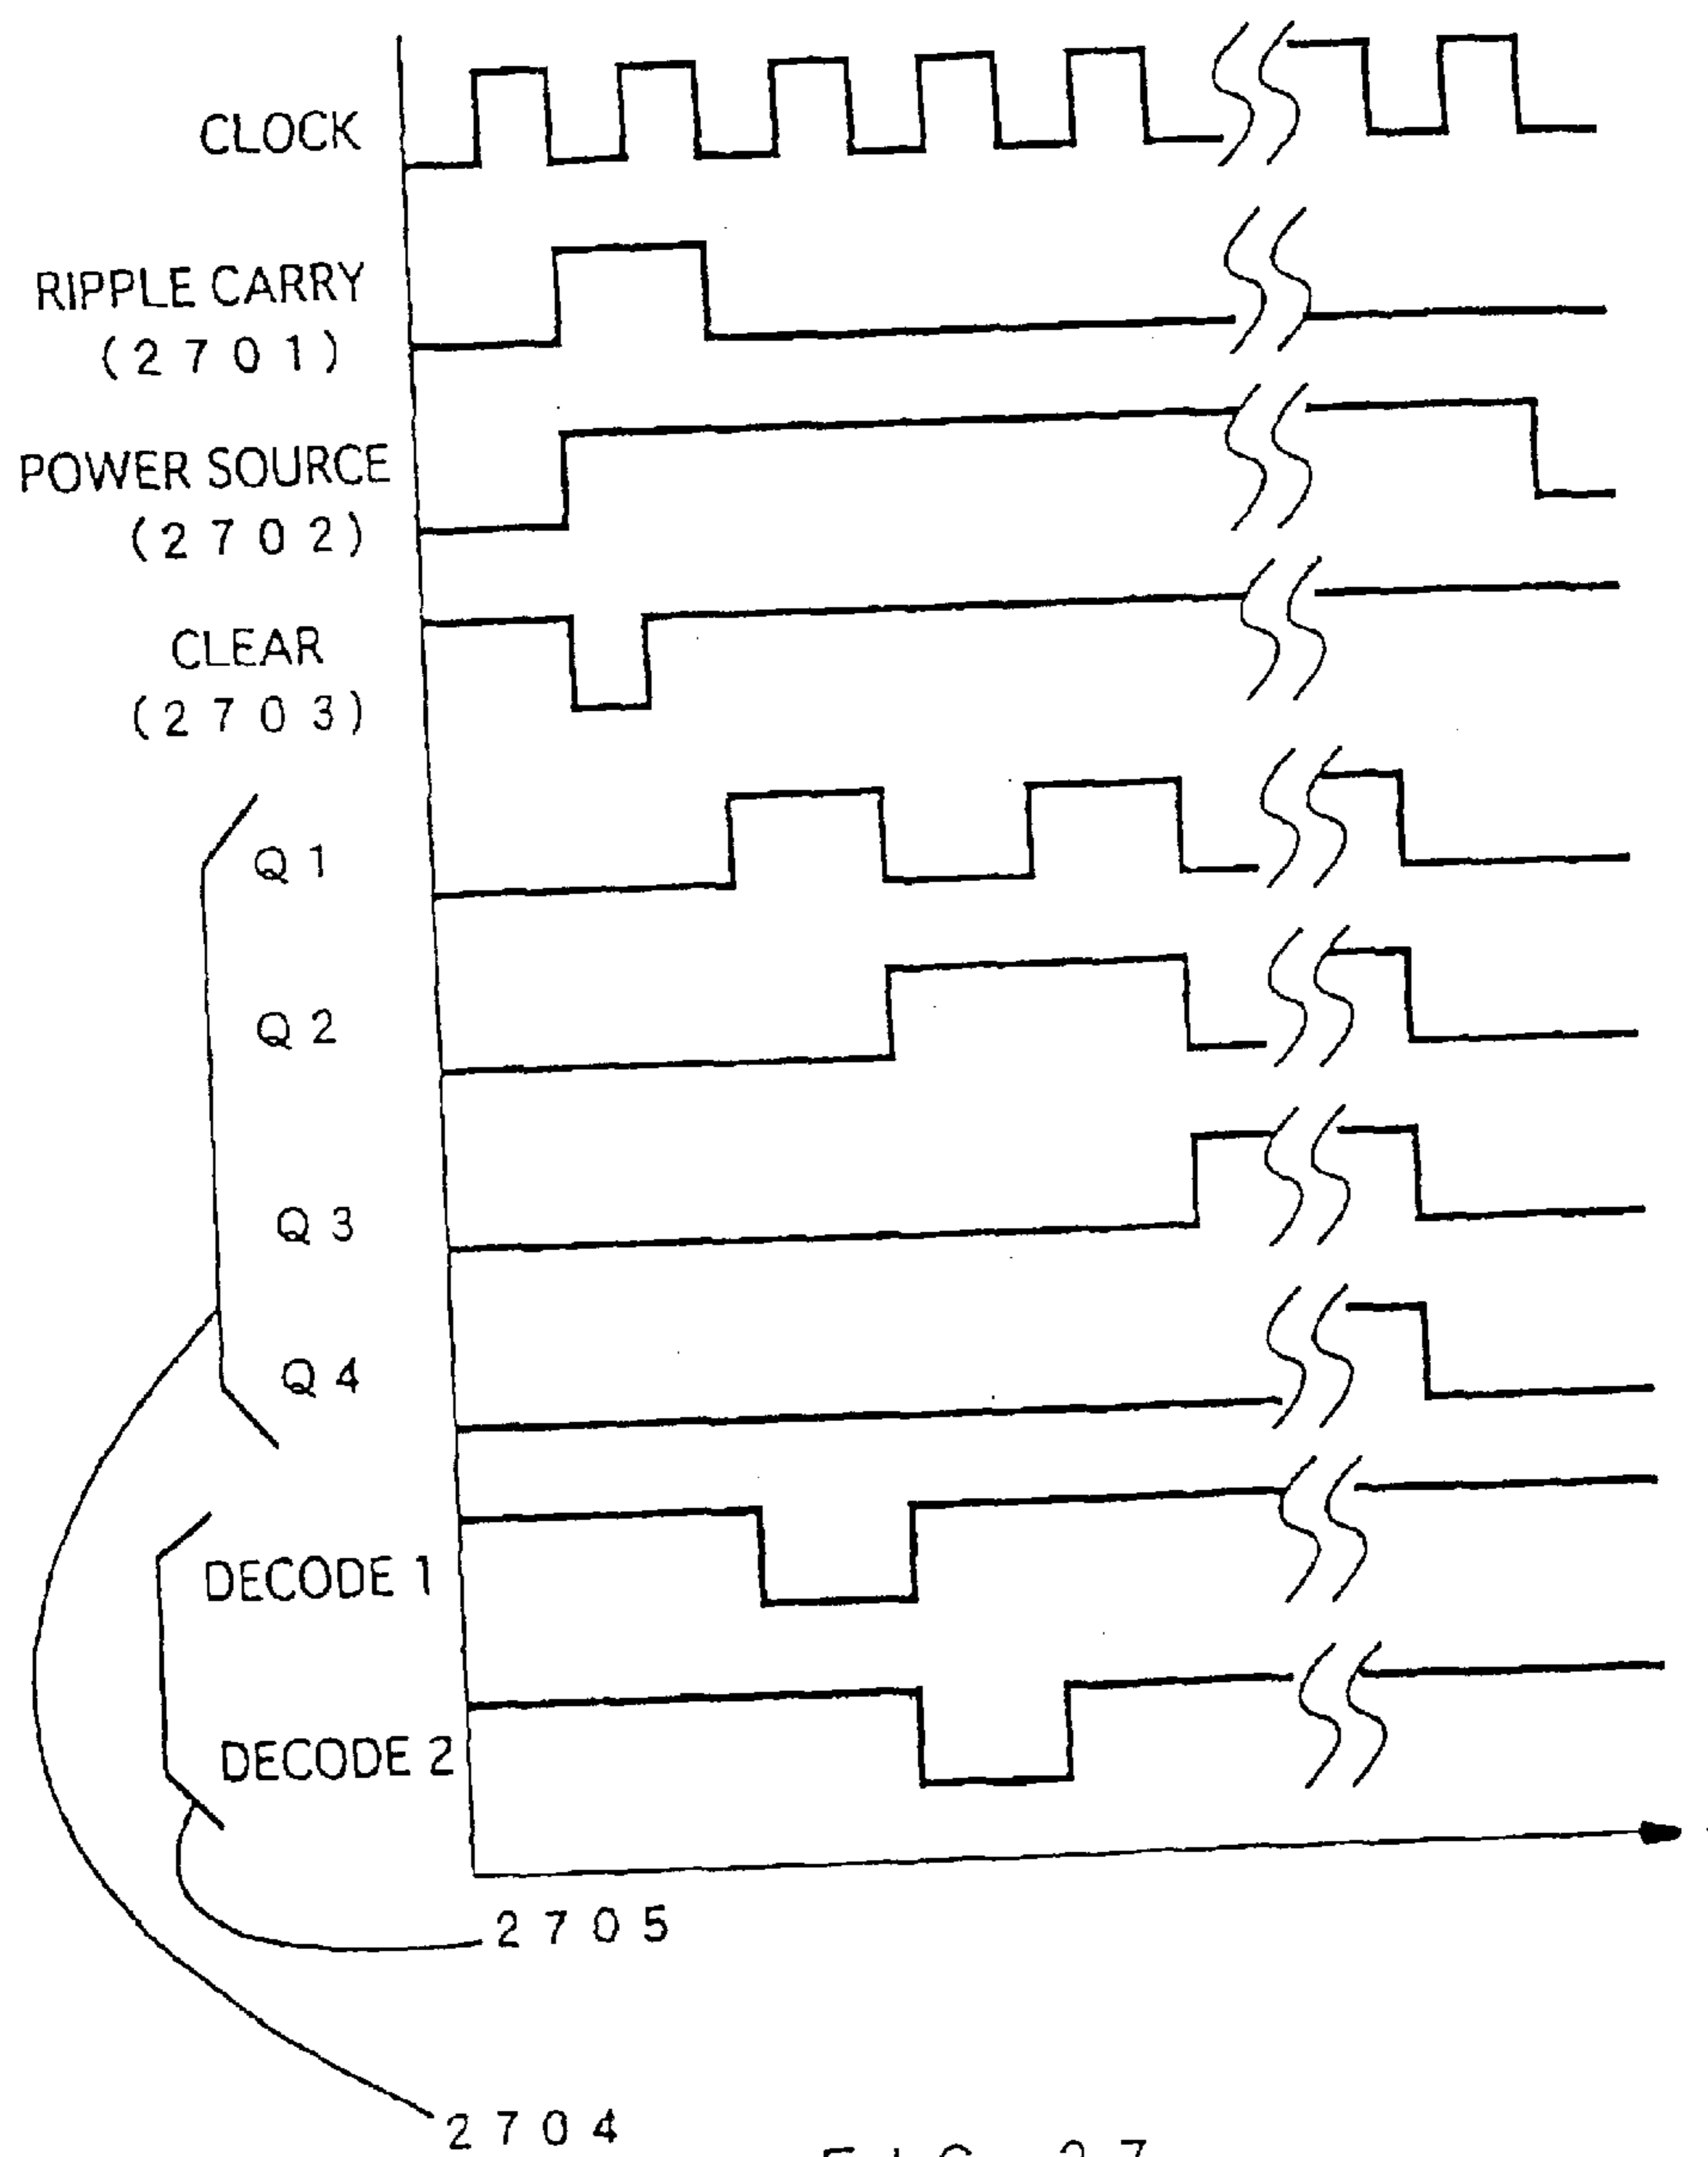 CLOCK
RIPPLE CARRY
(2701)
POWER SOURCE
(2702)
CLEAR
(2703)
Q1
Q2
Q3
Q4
DECODE 1
DECODE 2
2705
2704